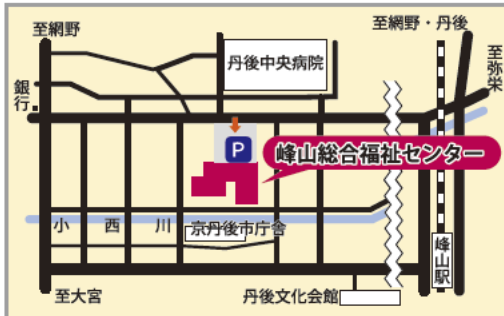 至網野
至網野・丹後
至弥栄
丹後中央病院
銀行
P
峰山総合福祉センター
小西川
京丹後市庁舎
峰山駅
至大宮
丹後文化会館